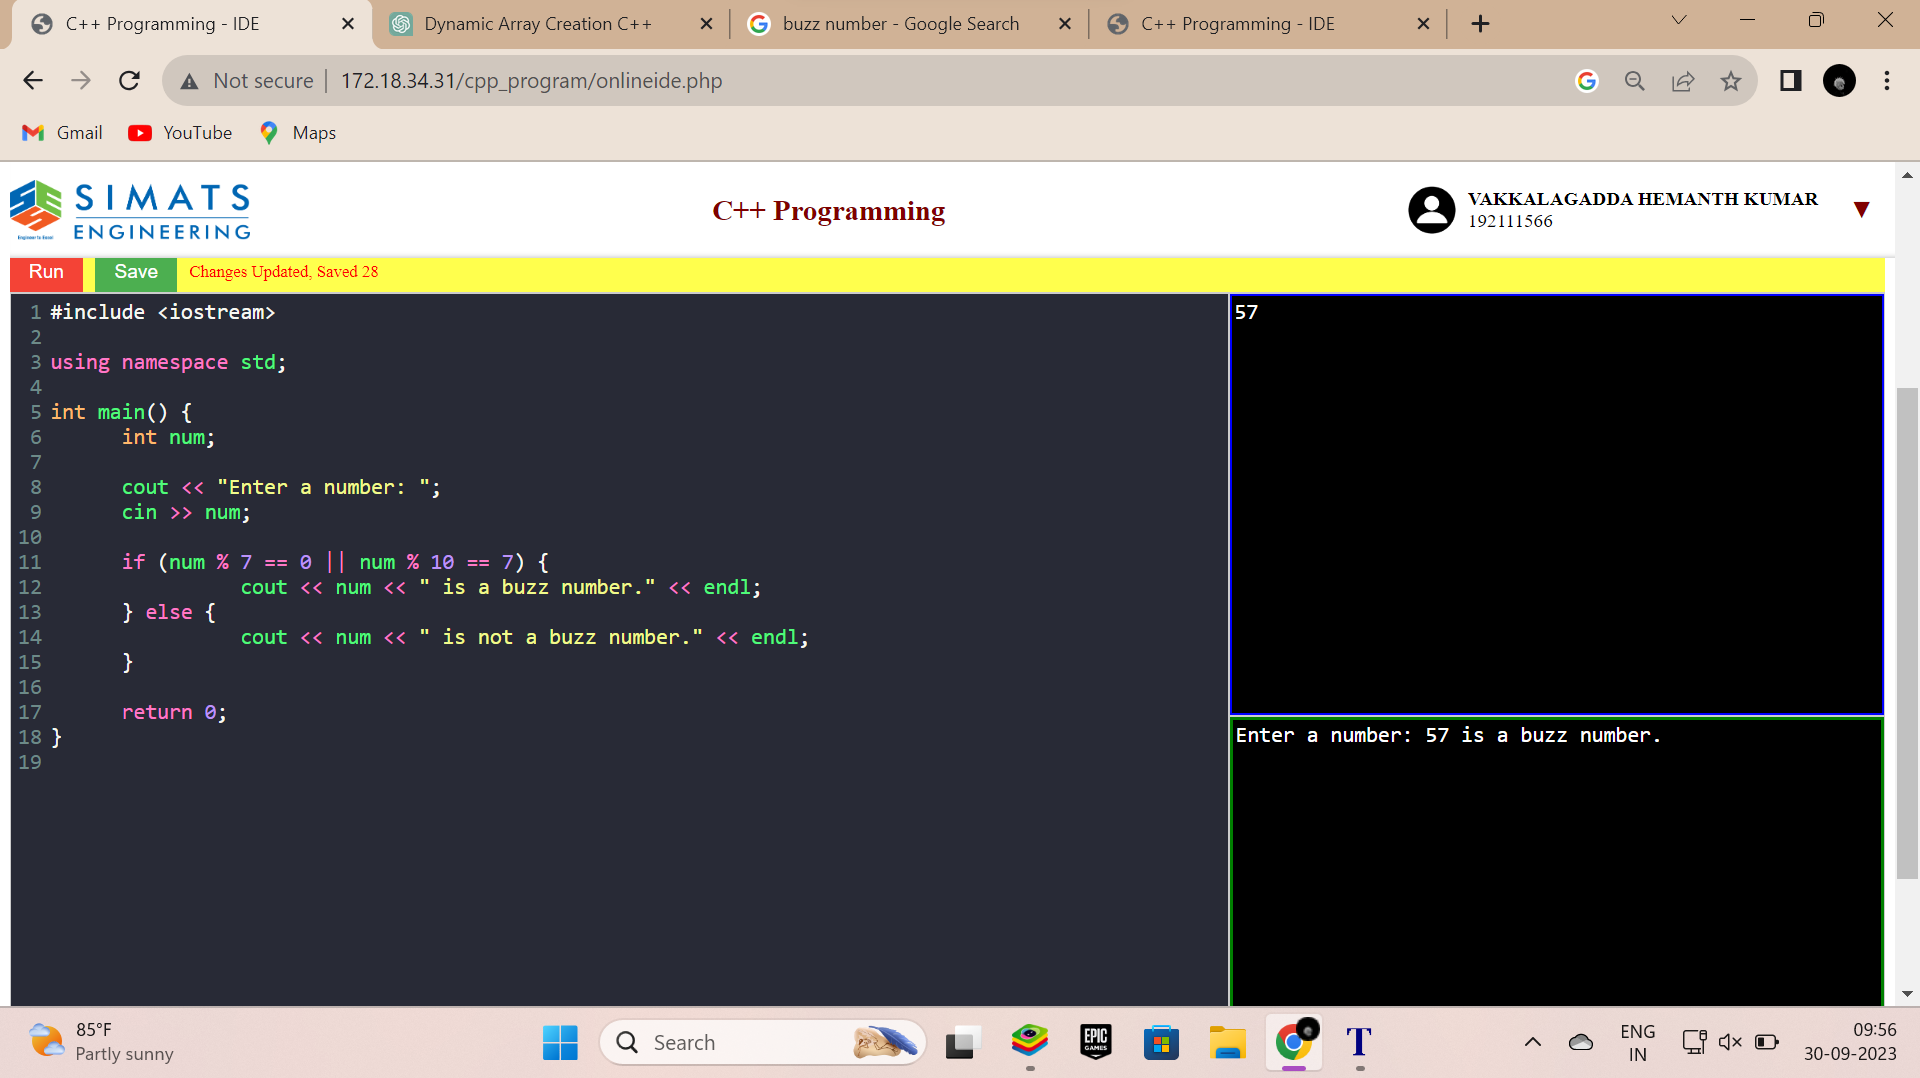 C++ Programming - IDE
Dynamic Array Creation C++
buzz number - Google Search
C++ Programming - IDE
Not secure
172.18.34.31/cpp_program/onlineide.php
Gmail
YouTube
Maps
SIMATS
ENGINEERING
Engineer to Excel
C++ Programming
VAKKALAGADDA HEMANTH KUMAR
192111566
Run
Save
Changes Updated, Saved 28
1 #include <iostream>
2
3 using namespace std;
4
5 int main() {
6 int num;
7
8 cout << "Enter a number: ";
9 cin >> num;
10
11 if (num % 7 == 0 || num % 10 == 7) {
12 cout << num << " is a buzz number." << endl;
13 } else {
14 cout << num << " is not a buzz number." << endl;
15 }
16
17 return 0;
18 }
19
57
Enter a number: 57 is a buzz number.
85°F
Partly sunny
Search
EPIC
GAMES
T
ENG
IN
09:56
30-09-2023